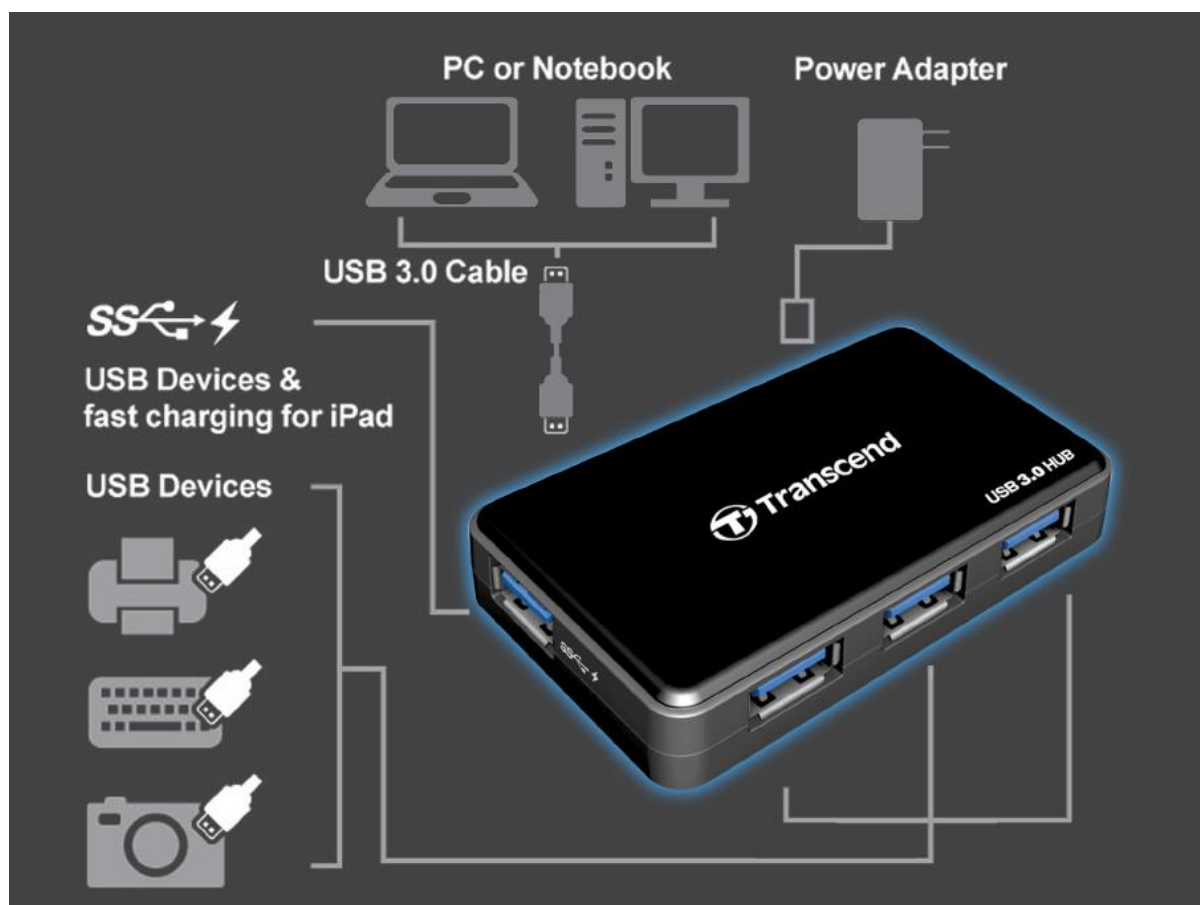 PC or Notebook
Power Adapter
USB 3.0 Cable
SS
USB Devices &
fast charging for iPad
USB Devices
Transcend
USB 3.0 HUB
SS